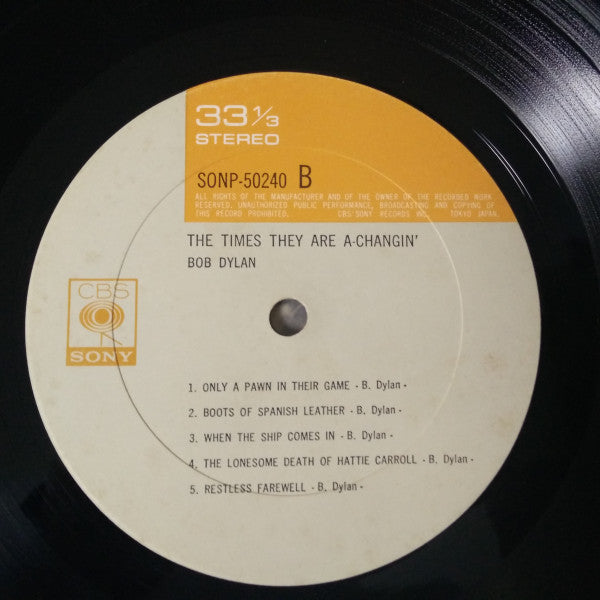 33 1/3
STEREO
SONP-50240 B
ALL RIGHTS OF THE MANUFACTURER AND OF THE OWNER OF THE RECORDED WORK
RESERVED. UNAUTHORIZED PUBLIC PERFORMANCE, BROADCASTING AND COPYING OF
THIS RECORD PROHIBITED. CBS/SONY RECORDS INC. TOKYO JAPAN.
THE TIMES THEY ARE A-CHANGIN'
BOB DYLAN
CBS
SONY
1. ONLY A PAWN IN THEIR GAME - B. Dylan -
2. BOOTS OF SPANISH LEATHER - B. Dylan -
3. WHEN THE SHIP COMES IN - B. Dylan -
4. THE LONESOME DEATH OF HATTIE CARROLL - B. Dylan -
5. RESTLESS FAREWELL - B. Dylan -